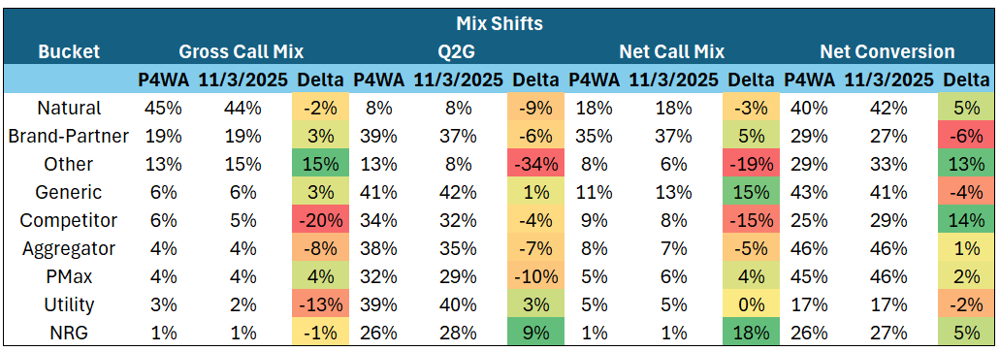 Mix Shifts
Bucket Gross Call Mix Q2G Net Call Mix Net Conversion
P4WA 11/3/2025 Delta P4WA 11/3/2025 Delta P4WA 11/3/2025 Delta P4WA 11/3/2025 Delta
Natural 45% 44% -2% 8% 8% -9% 18% 18% -3% 40% 42% 5%
Brand-Partner 19% 19% 3% 39% 37% -6% 35% 37% 5% 29% 27% -6%
Other 13% 15% 15% 13% 8% -34% 8% 6% -19% 29% 33% 13%
Generic 6% 6% 3% 41% 42% 1% 11% 13% 15% 43% 41% -4%
Competitor 6% 5% -20% 34% 32% -4% 9% 8% -15% 25% 29% 14%
Aggregator 4% 4% -8% 38% 35% -7% 8% 7% -5% 46% 46% 1%
PMax 4% 4% 4% 32% 29% -10% 5% 6% 4% 45% 46% 2%
Utility 3% 2% -13% 39% 40% 3% 5% 5% 0% 17% 17% -2%
NRG 1% 1% -1% 26% 28% 9% 1% 1% 18% 26% 27% 5%